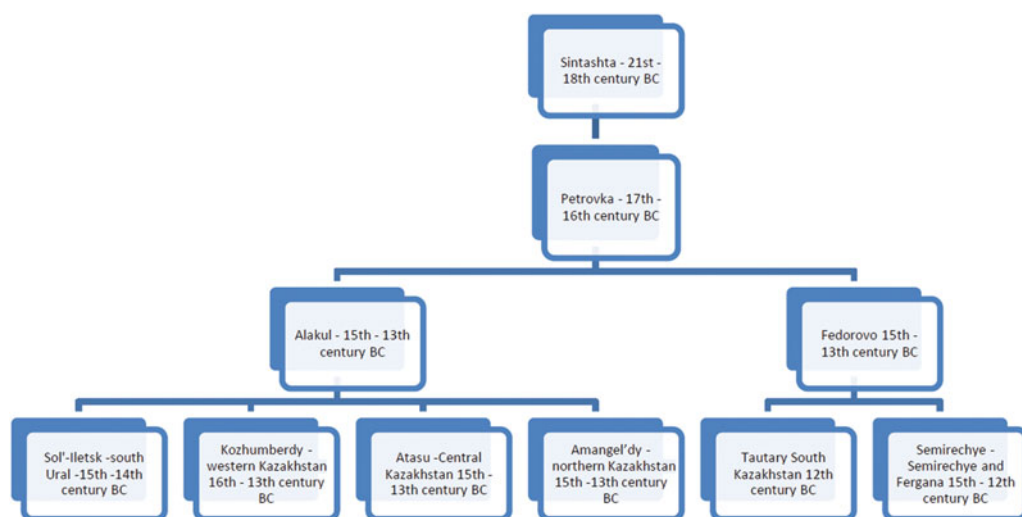 Sintashta - 21st -
18th century BC
Petrovka - 17th -
16th century BC
Alakul - 15th - 13th
century BC
Fedorovo 15th -
13th century BC
Sol'-Iletsk -south
Ural -15th -14th
century BC
Kozhumberdy -
western Kazakhstan
16th - 13th century
BC
Atasu -Central
Kazakhstan 15th -
13th century BC
Amangel'dy -
northern Kazakhstan
15th -13th century
BC
Tautary South
Kazakhstan 12th
century BC
Semirechye -
Semirechye and
Fergana 15th - 12th
century BC